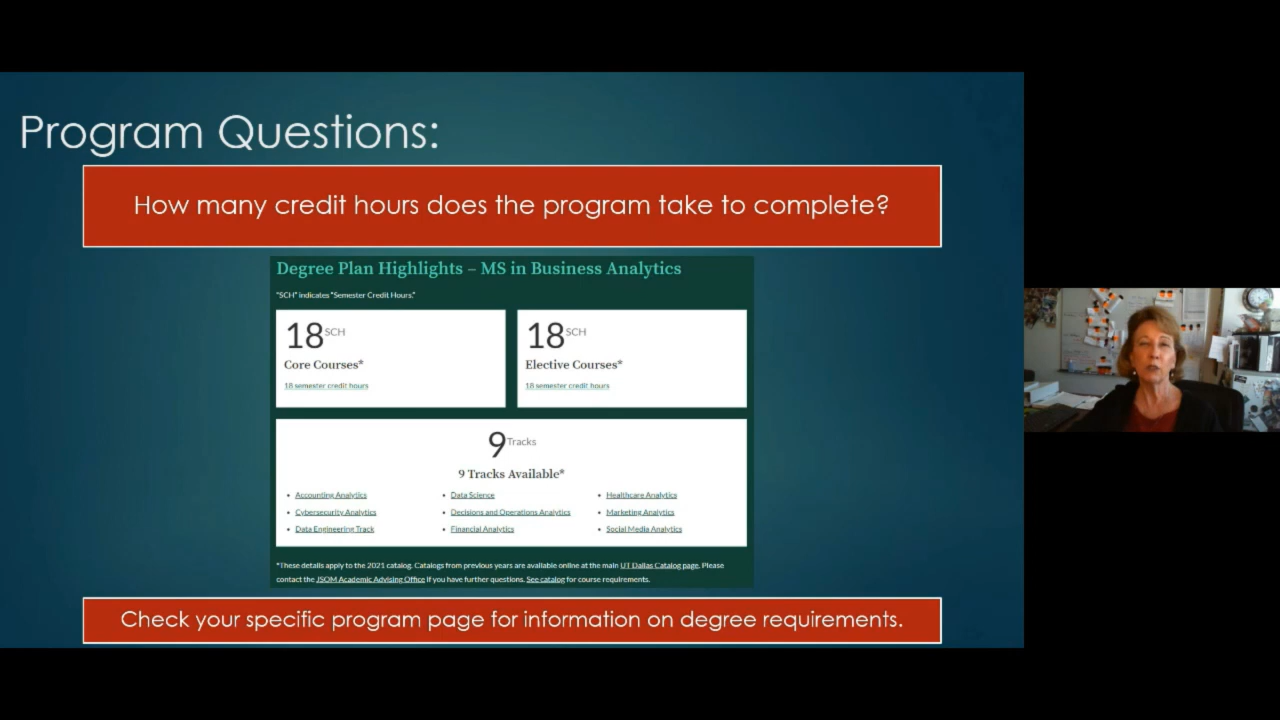 Program Questions:
How many credit hours does the program take to complete?
Degree Plan Highlights – MS in Business Analytics
"SCH" indicates "Semester Credit Hours."
18 SCH
Core Courses*
18 semester credit hours
18 SCH
Elective Courses*
18 semester credit hours
9 Tracks
9 Tracks Available*
• Accounting Analytics
• Cybersecurity Analytics
• Data Engineering Track
• Data Science
• Decisions and Operations Analytics
• Financial Analytics
• Healthcare Analytics
• Marketing Analytics
• Social Media Analytics
*These details apply to the 2021 catalog. Catalogs from previous years are available online at the main UT Dallas Catalog page. Please
contact the JSOM Academic Advising Office if you have further questions. See catalog for course requirements.
Check your specific program page for information on degree requirements.